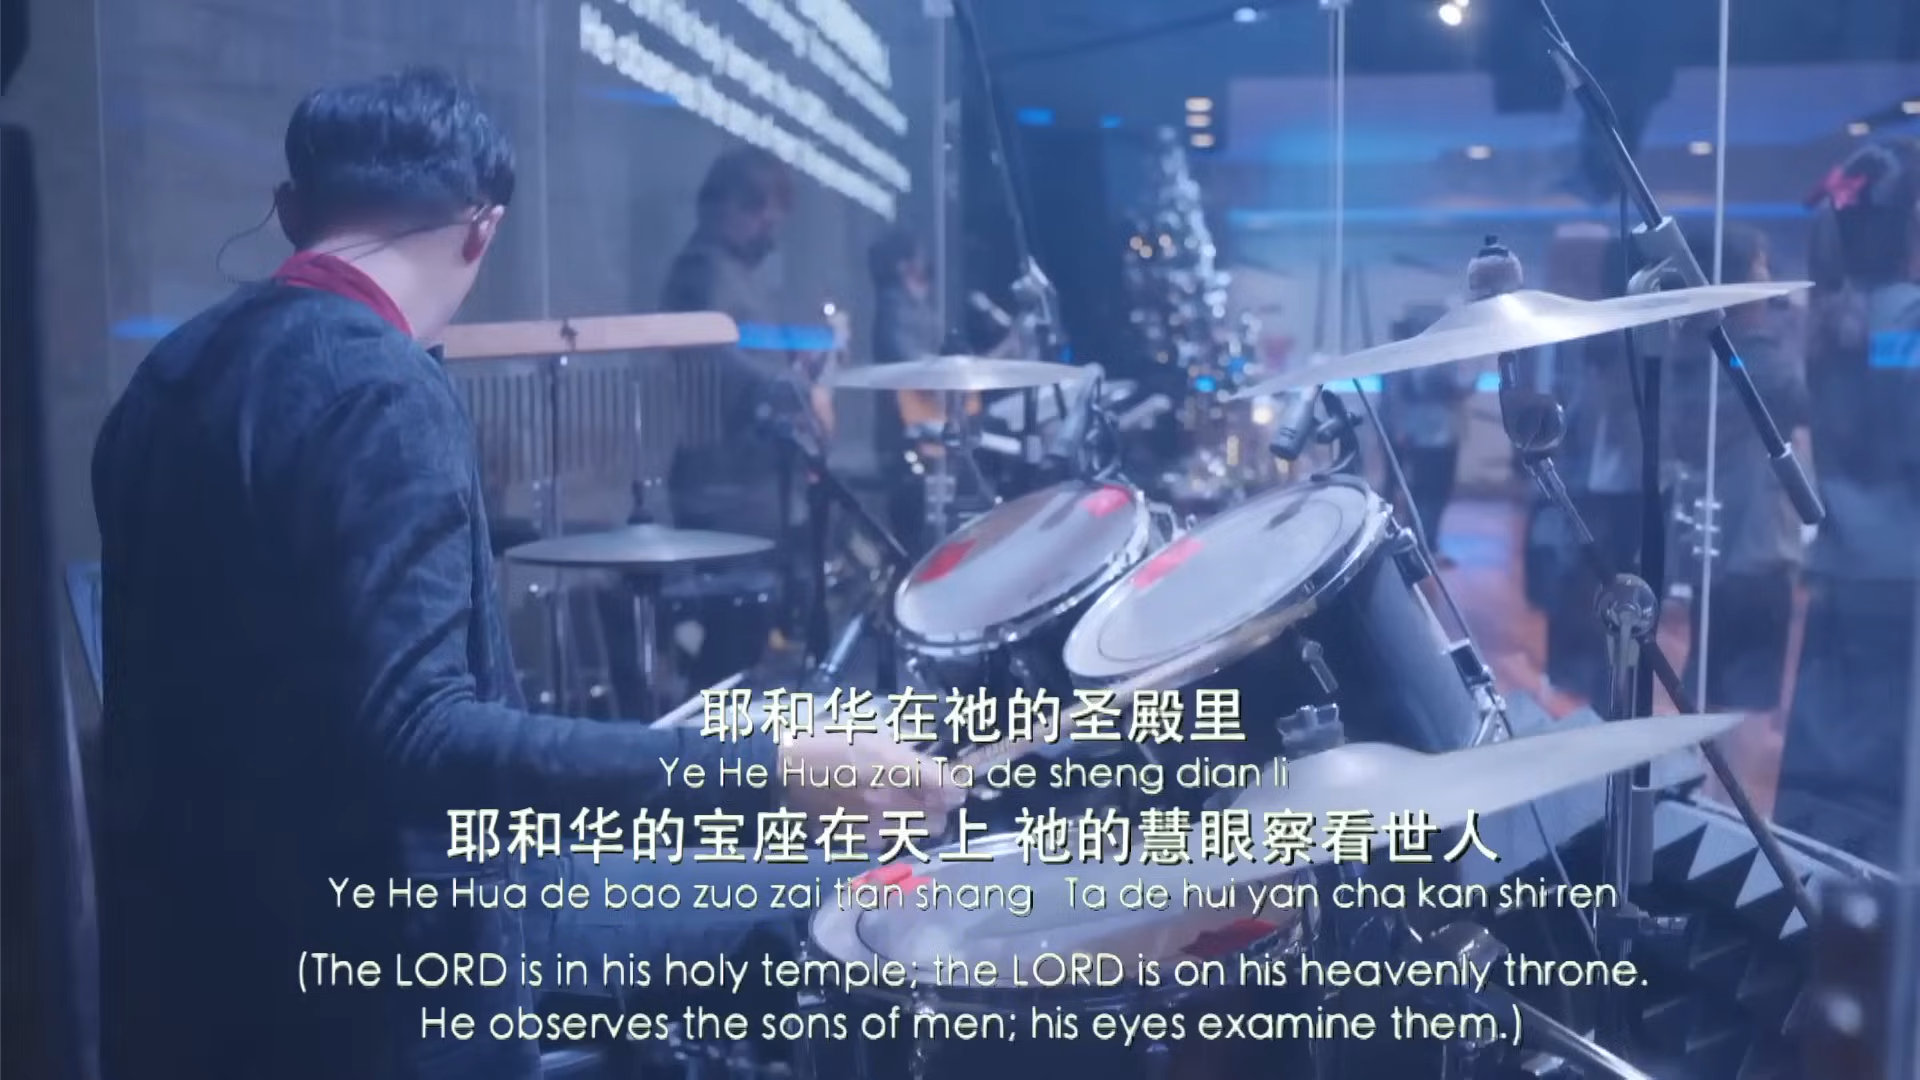 耶和华在祂的圣殿里
Ye He Hua zai Ta de sheng dian li
耶和华的宝座在天上 祂的慧眼察看世人
Ye He Hua de bao zuo zai tian shang Ta de hui yan cha kan shi ren
(The LORD is in his holy temple; the LORD is on his heavenly throne.
He observes the sons of men; his eyes examine them.)